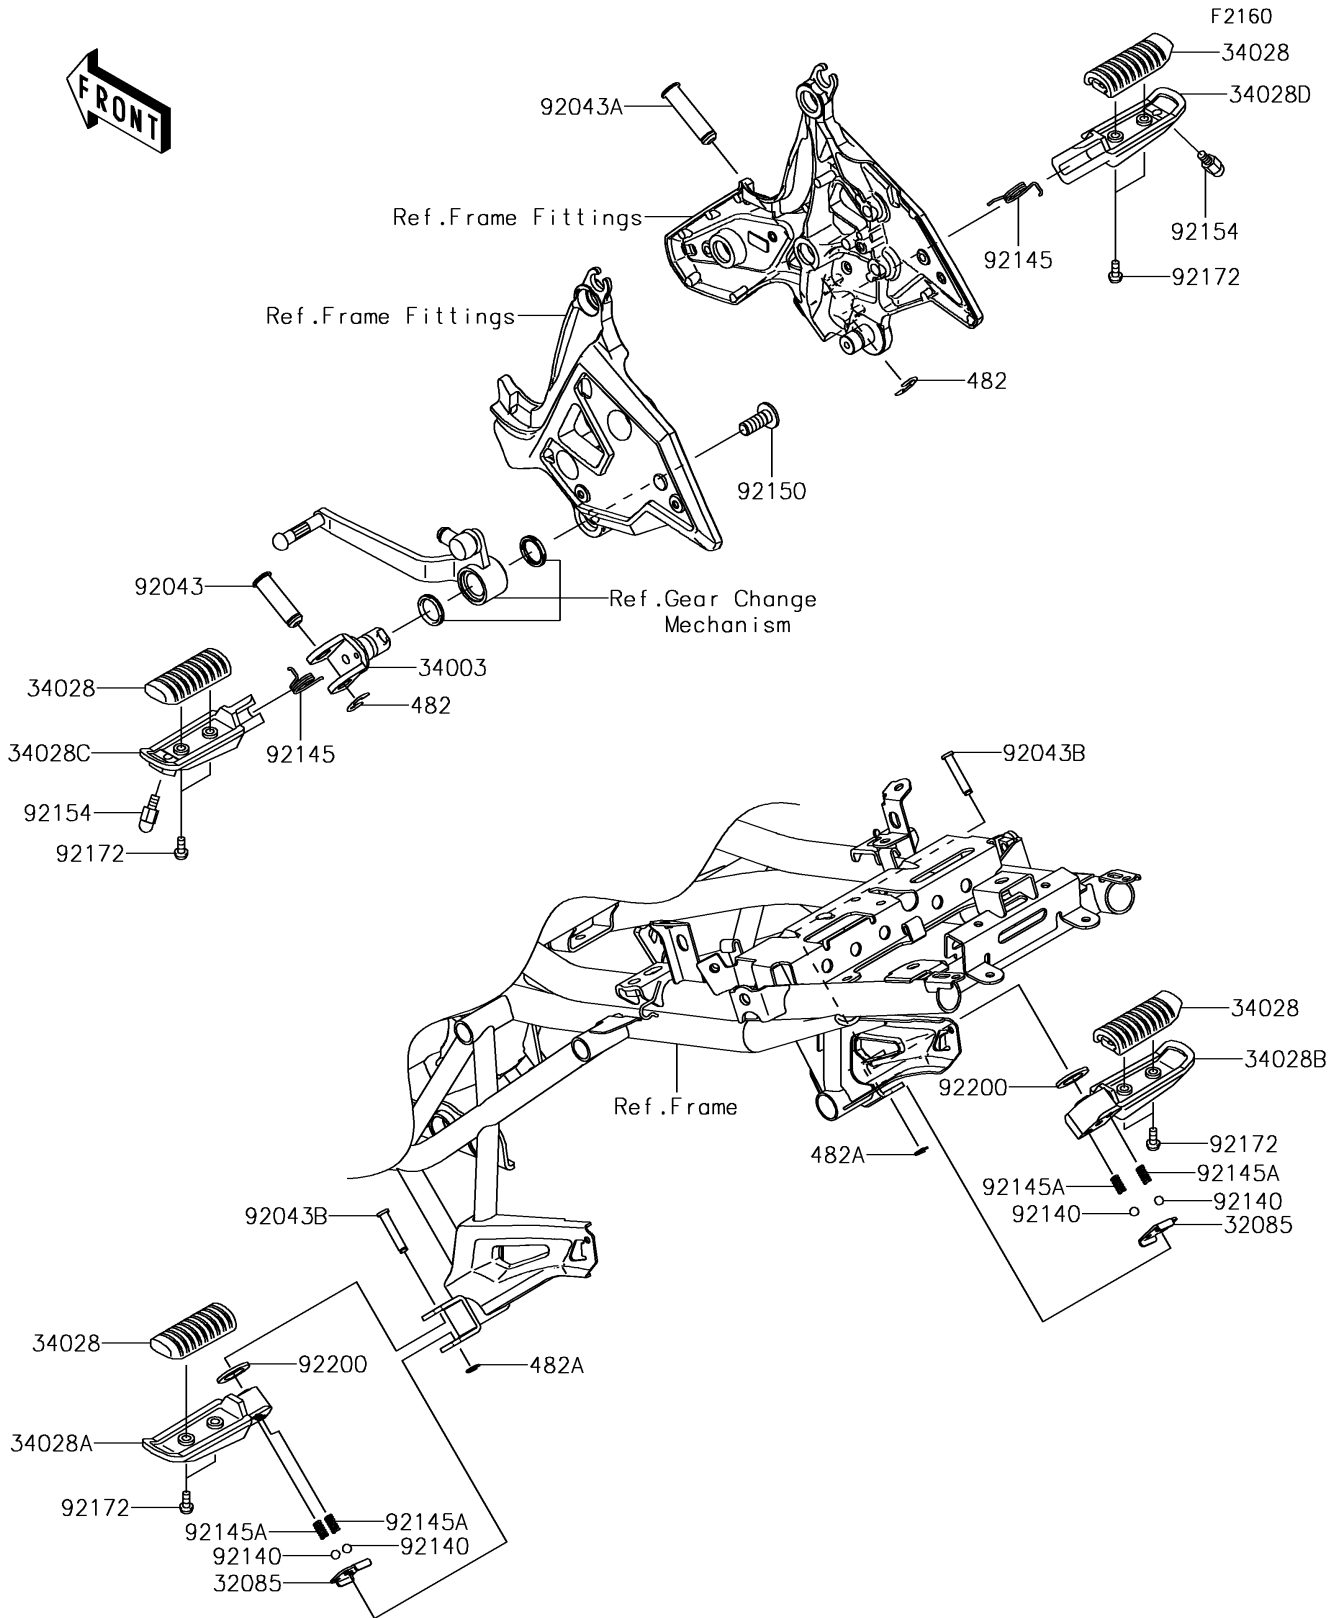 F2160
FRONT
34028
34028D
92043A
Ref.Frame Fittings
92154
92145
92172
Ref.Frame Fittings
482
92150
92043
Ref.Gear Change
Mechanism
34003
34028
482
34028C
92145
92043B
92154
92172
34028
34028B
92200
Ref.Frame
92172
482A
92145A
92145A
92140
92140
92043B
32085
34028
92200
482A
34028A
92172
92145A
92145A
92140
92140
32085